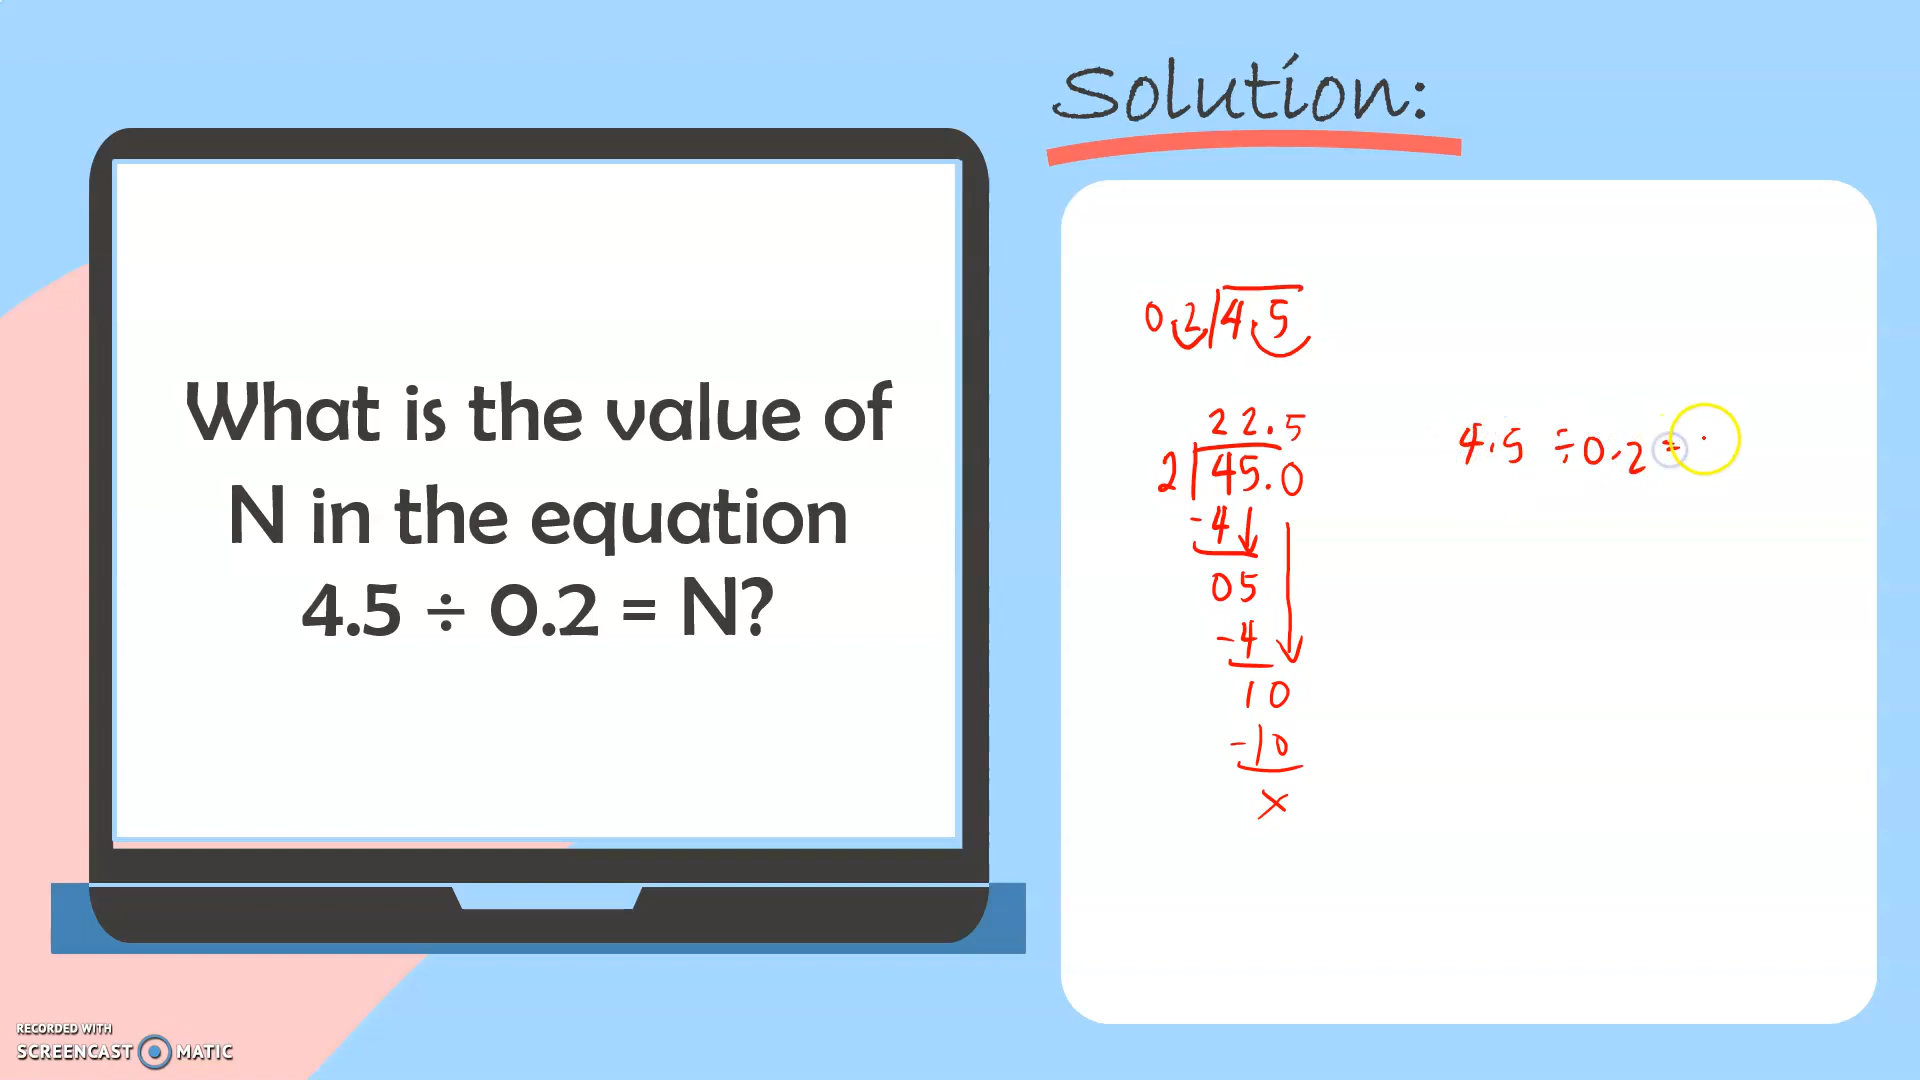 What is the value of
N in the equation
4.5 ÷ 0.2 = N?
Solution:
0.2 4.5
22.5
2 45.0
-4
05
-4
10
-10
x
4.5 ÷ 0.2 =
RECORDED WITH
SCREENCAST MATIC